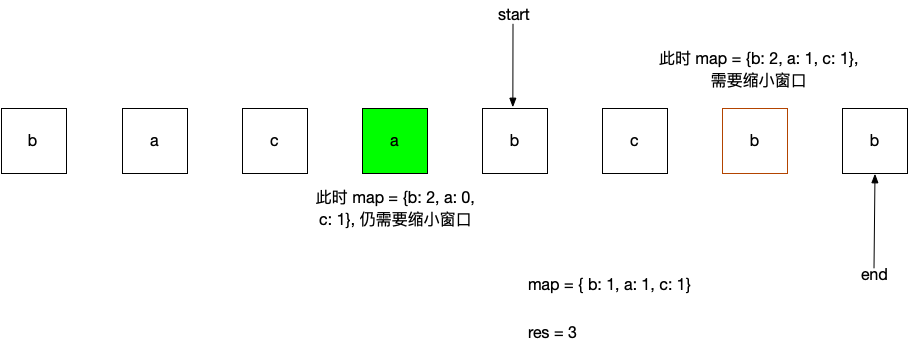 start
此时 map = {b: 2, a: 1, c: 1},
需要缩小窗口
b a c a b c b b
此时 map = {b: 2, a: 0,
c: 1}, 仍需要缩小窗口
end
map = { b: 1, a: 1, c: 1}
res = 3